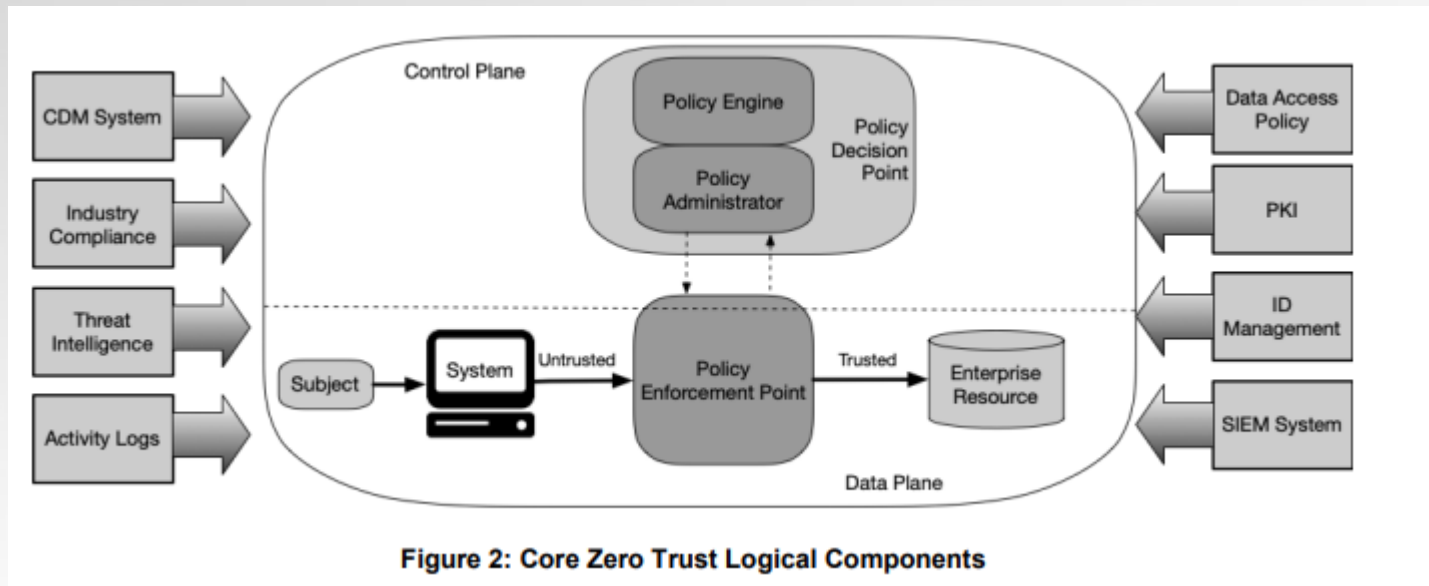 Control Plane
Policy Engine
Policy
Administrator
Policy
Decision
Point
CDM System
Industry
Compliance
Threat
Intelligence
Activity Logs
Data Access
Policy
PKI
ID
Management
SIEM System
Subject
System
Untrusted
Policy
Enforcement Point
Trusted
Enterprise
Resource
Data Plane
Figure 2: Core Zero Trust Logical Components